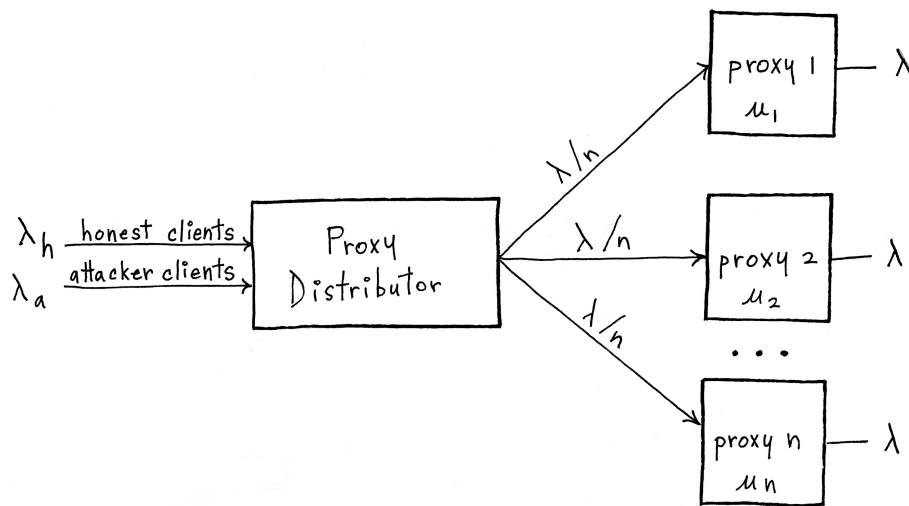 λh honest clients
λa attacker clients
Proxy
Distributor
λ/n
λ/n
λ/n
proxy 1
μ1
λ
proxy 2
μ2
λ
...
proxy n
μn
λ